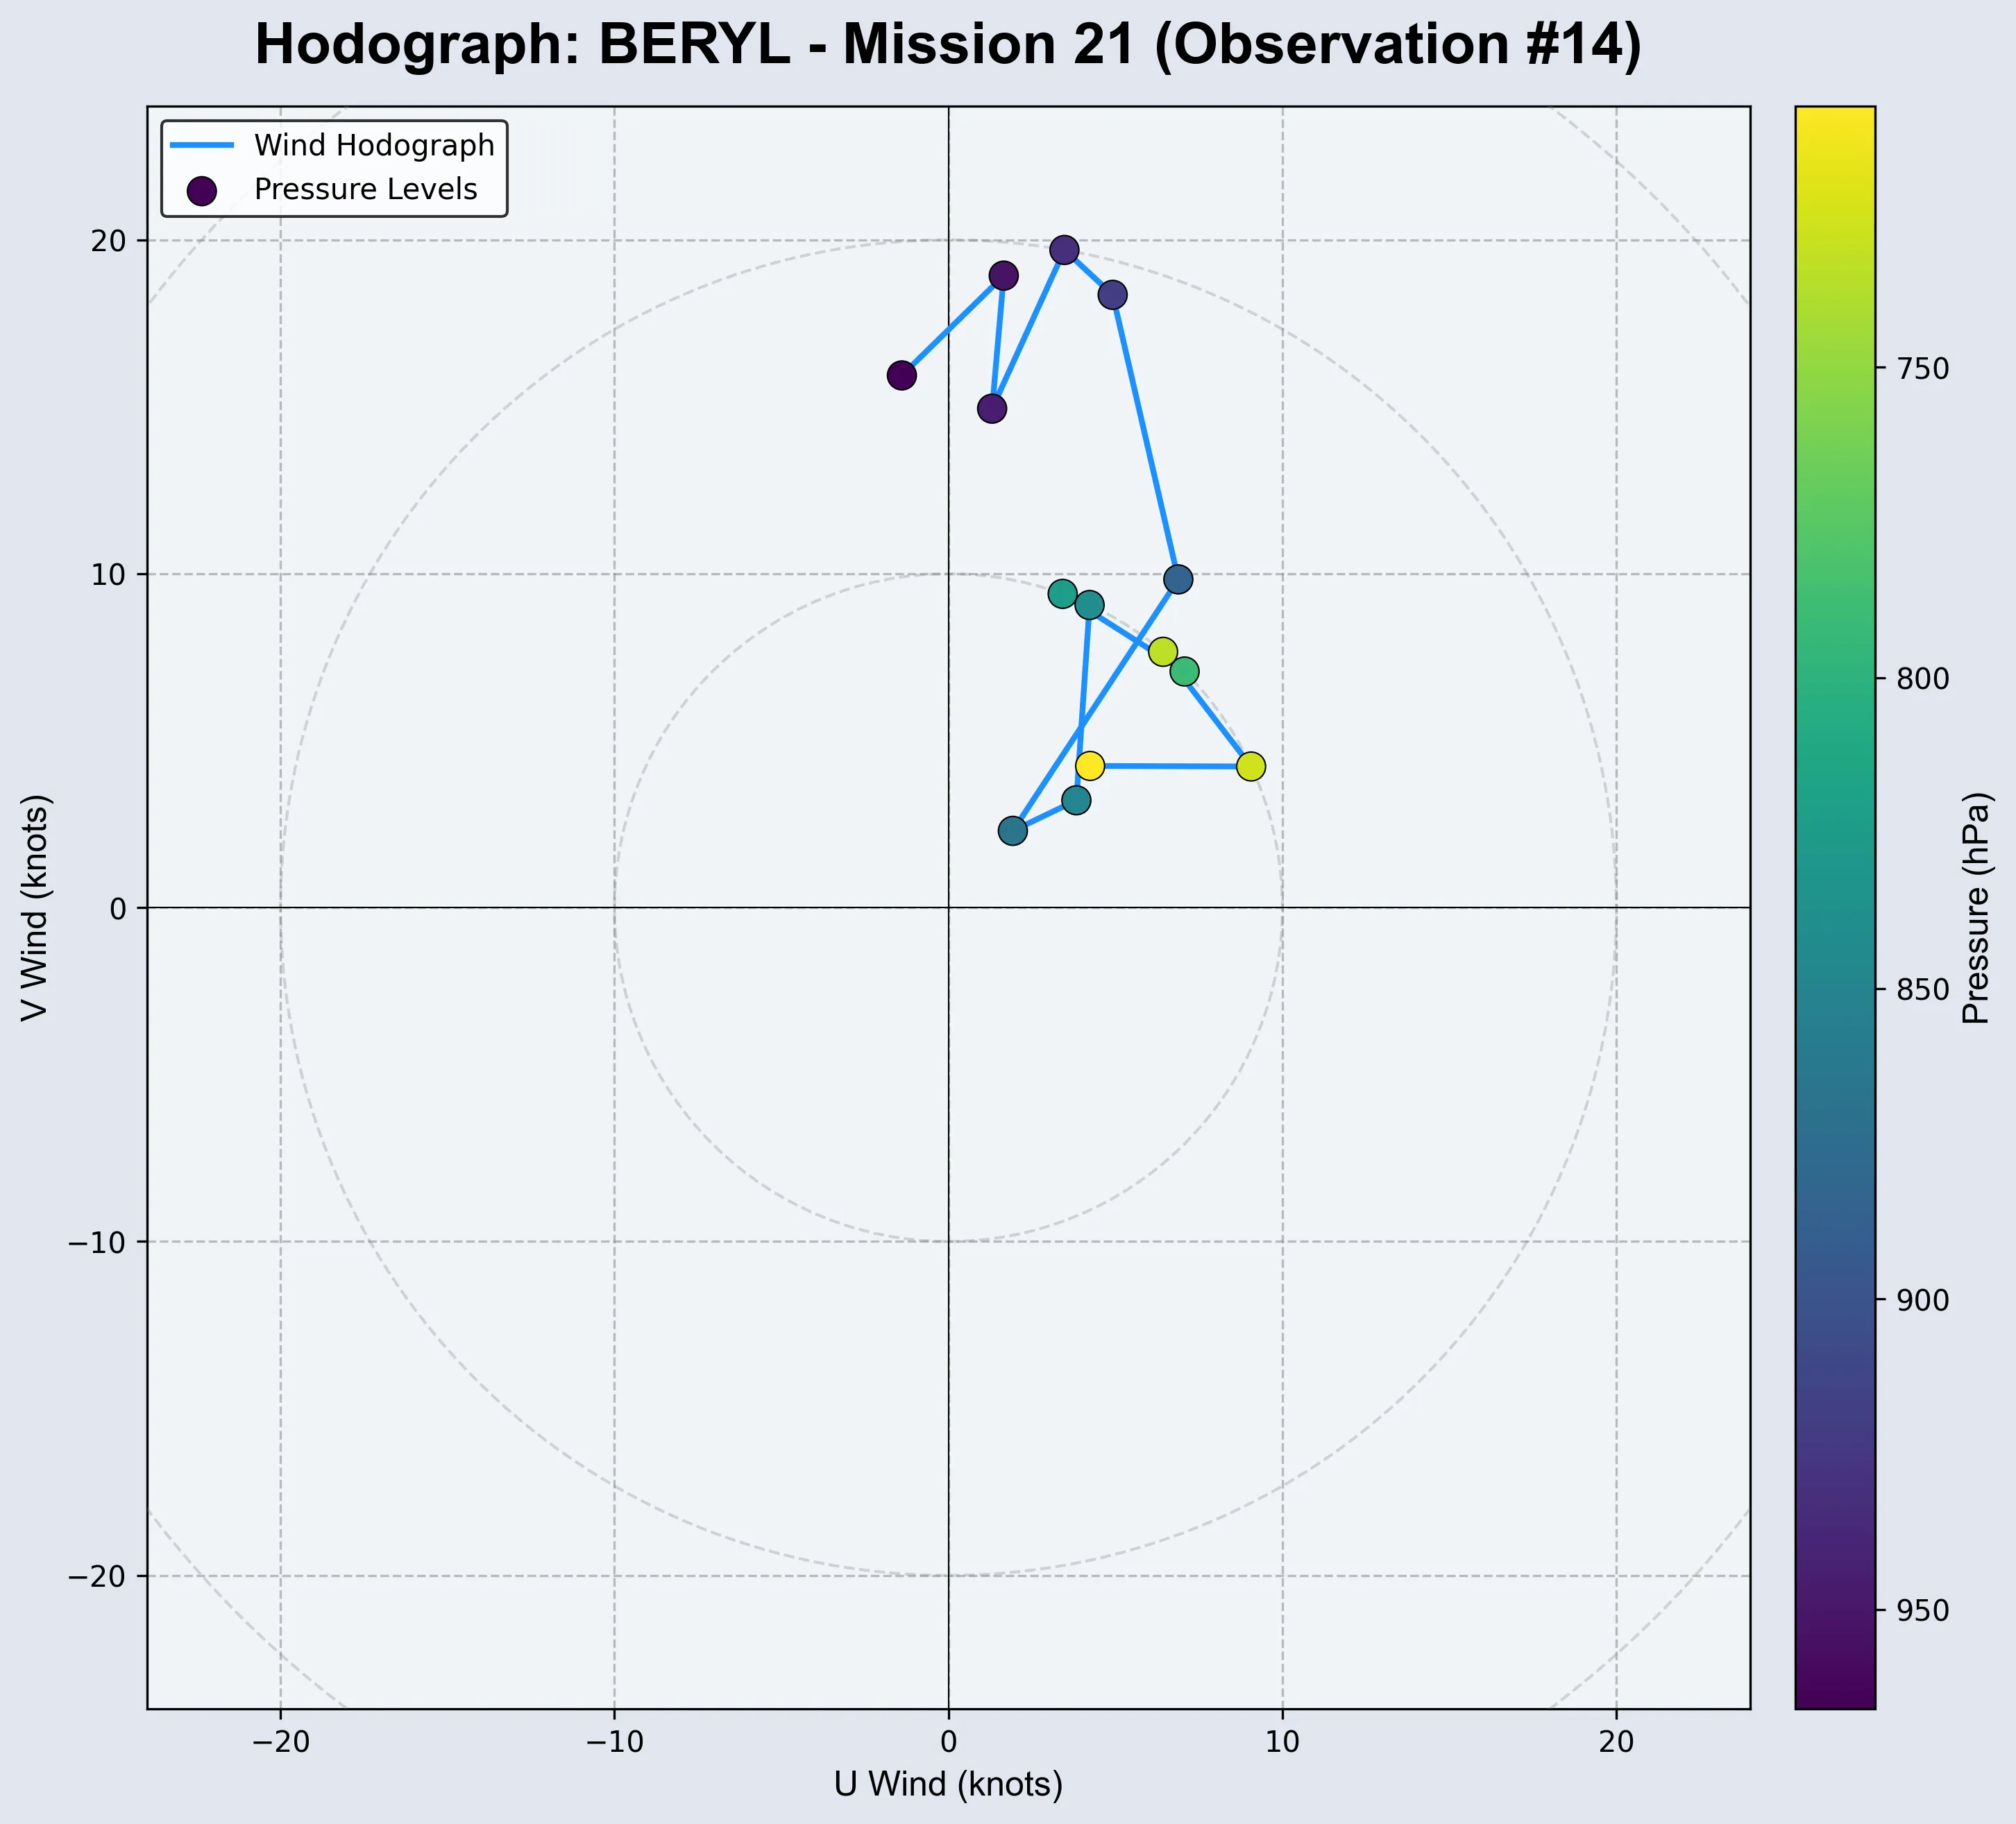 Hodograph: BERYL - Mission 21 (Observation #14)
Wind Hodograph
Pressure Levels
20
10
0
−10
−20
V Wind (knots)
−20
−10
0
10
20
U Wind (knots)
750
800
850
900
950
Pressure (hPa)